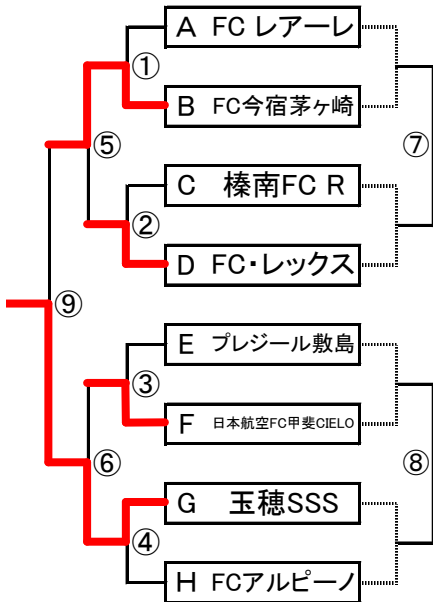 A FC レアーレ
①
B FC今宿茅ヶ崎
⑤
⑦
C 榛南FC R
②
D FC・レックス
⑨
E プレジール敷島
③
F 日本航空FC甲斐CIELO
⑥
⑧
G 玉穂SSS
④
H FCアルピーノ